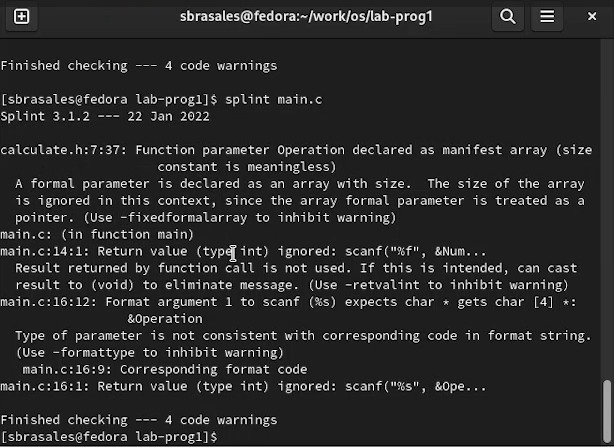 sbrasales@fedora:~/work/os/lab-prog1
Finished checking --- 4 code warnings
[sbrasales@fedora lab-prog1]$ splint main.c
Splint 3.1.2 --- 22 Jan 2022
calculate.h:7:37: Function parameter Operation declared as manifest array (size
constant is meaningless)
A formal parameter is declared as an array with size.  The size of the array
is ignored in this context, since the array formal parameter is treated as a
pointer. (Use -fixedformalarray to inhibit warning)
main.c: (in function main)
main.c:14:1: Return value (type int) ignored: scanf("%f", &Num...
Result returned by function call is not used. If this is intended, can cast
result to (void) to eliminate message. (Use -retvalint to inhibit warning)
main.c:16:12: Format argument 1 to scanf (%s) expects char * gets char [4] *:
&Operation
Type of parameter is not consistent with corresponding code in format string.
(Use -formattype to inhibit warning)
main.c:16:9: Corresponding format code
main.c:16:1: Return value (type int) ignored: scanf("%s", &Ope...
Finished checking --- 4 code warnings
[sbrasales@fedora lab-prog1]$